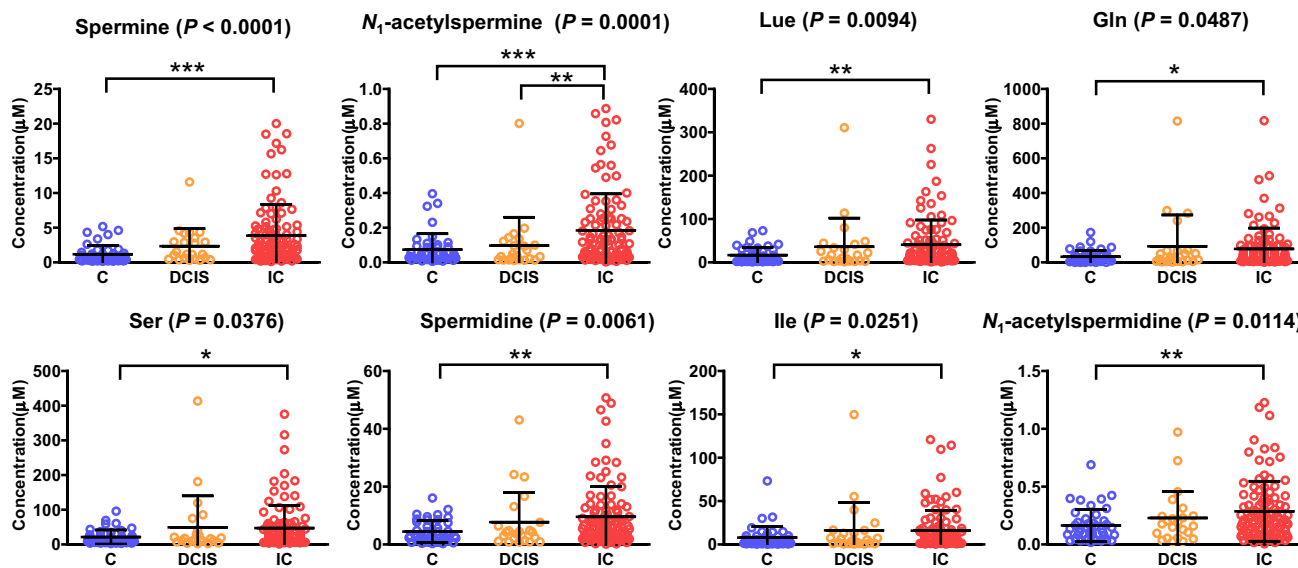 Spermine (P < 0.0001)
***
Concentration(μM)
25
20
15
10
5
0
C DCIS IC
N1-acetylspermine (P = 0.0001)
***
**
Concentration(μM)
1.0
0.8
0.6
0.4
0.2
0.0
C DCIS IC
Lue (P = 0.0094)
**
Concentration(μM)
400
300
200
100
0
C DCIS IC
Gln (P = 0.0487)
*
Concentration(μM)
1000
800
600
400
200
0
C DCIS IC
Ser (P = 0.0376)
*
Concentration(μM)
500
400
300
200
100
0
C DCIS IC
Spermidine (P = 0.0061)
**
Concentration(μM)
60
40
20
0
C DCIS IC
Ile (P = 0.0251)
*
Concentration(μM)
200
150
100
50
0
C DCIS IC
N1-acetylspermidine (P = 0.0114)
**
Concentration(μM)
1.5
1.0
0.5
0.0
C DCIS IC